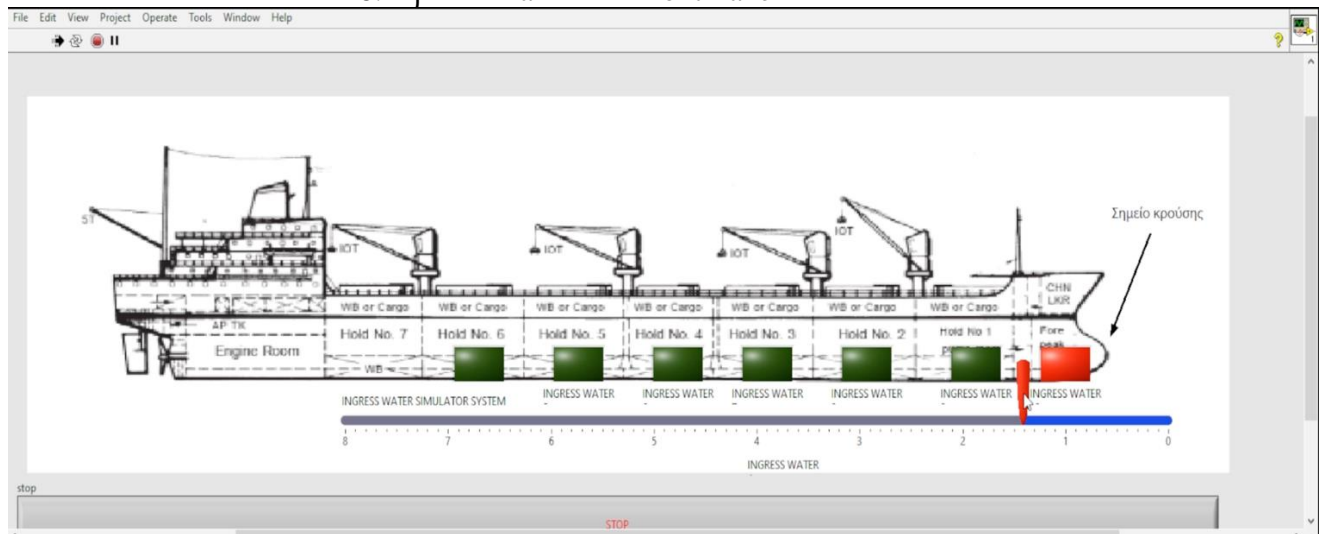 File Edit View Project Operate Tools Window Help
Σημείο κρούσης
5T
IOT
IOT
IOT
IOT
CHN
LKR
WB or Cargo WB or Cargo WB or Cargo WB or Cargo WB or Cargo WB or Cargo WB or Cargo
AP TK
Hold No. 7 Hold No. 6 Hold No. 5 Hold No. 4 Hold No. 3 Hold No. 2 Hold No 1 Fore
peak
Engine Room
WB
INGRESS WATER SIMULATOR SYSTEM INGRESS WATER INGRESS WATER INGRESS WATER INGRESS WATER INGRESS WATER INGRESS WATER
8 7 6 5 4 3 2 1 0
INGRESS WATER
stop
STOP